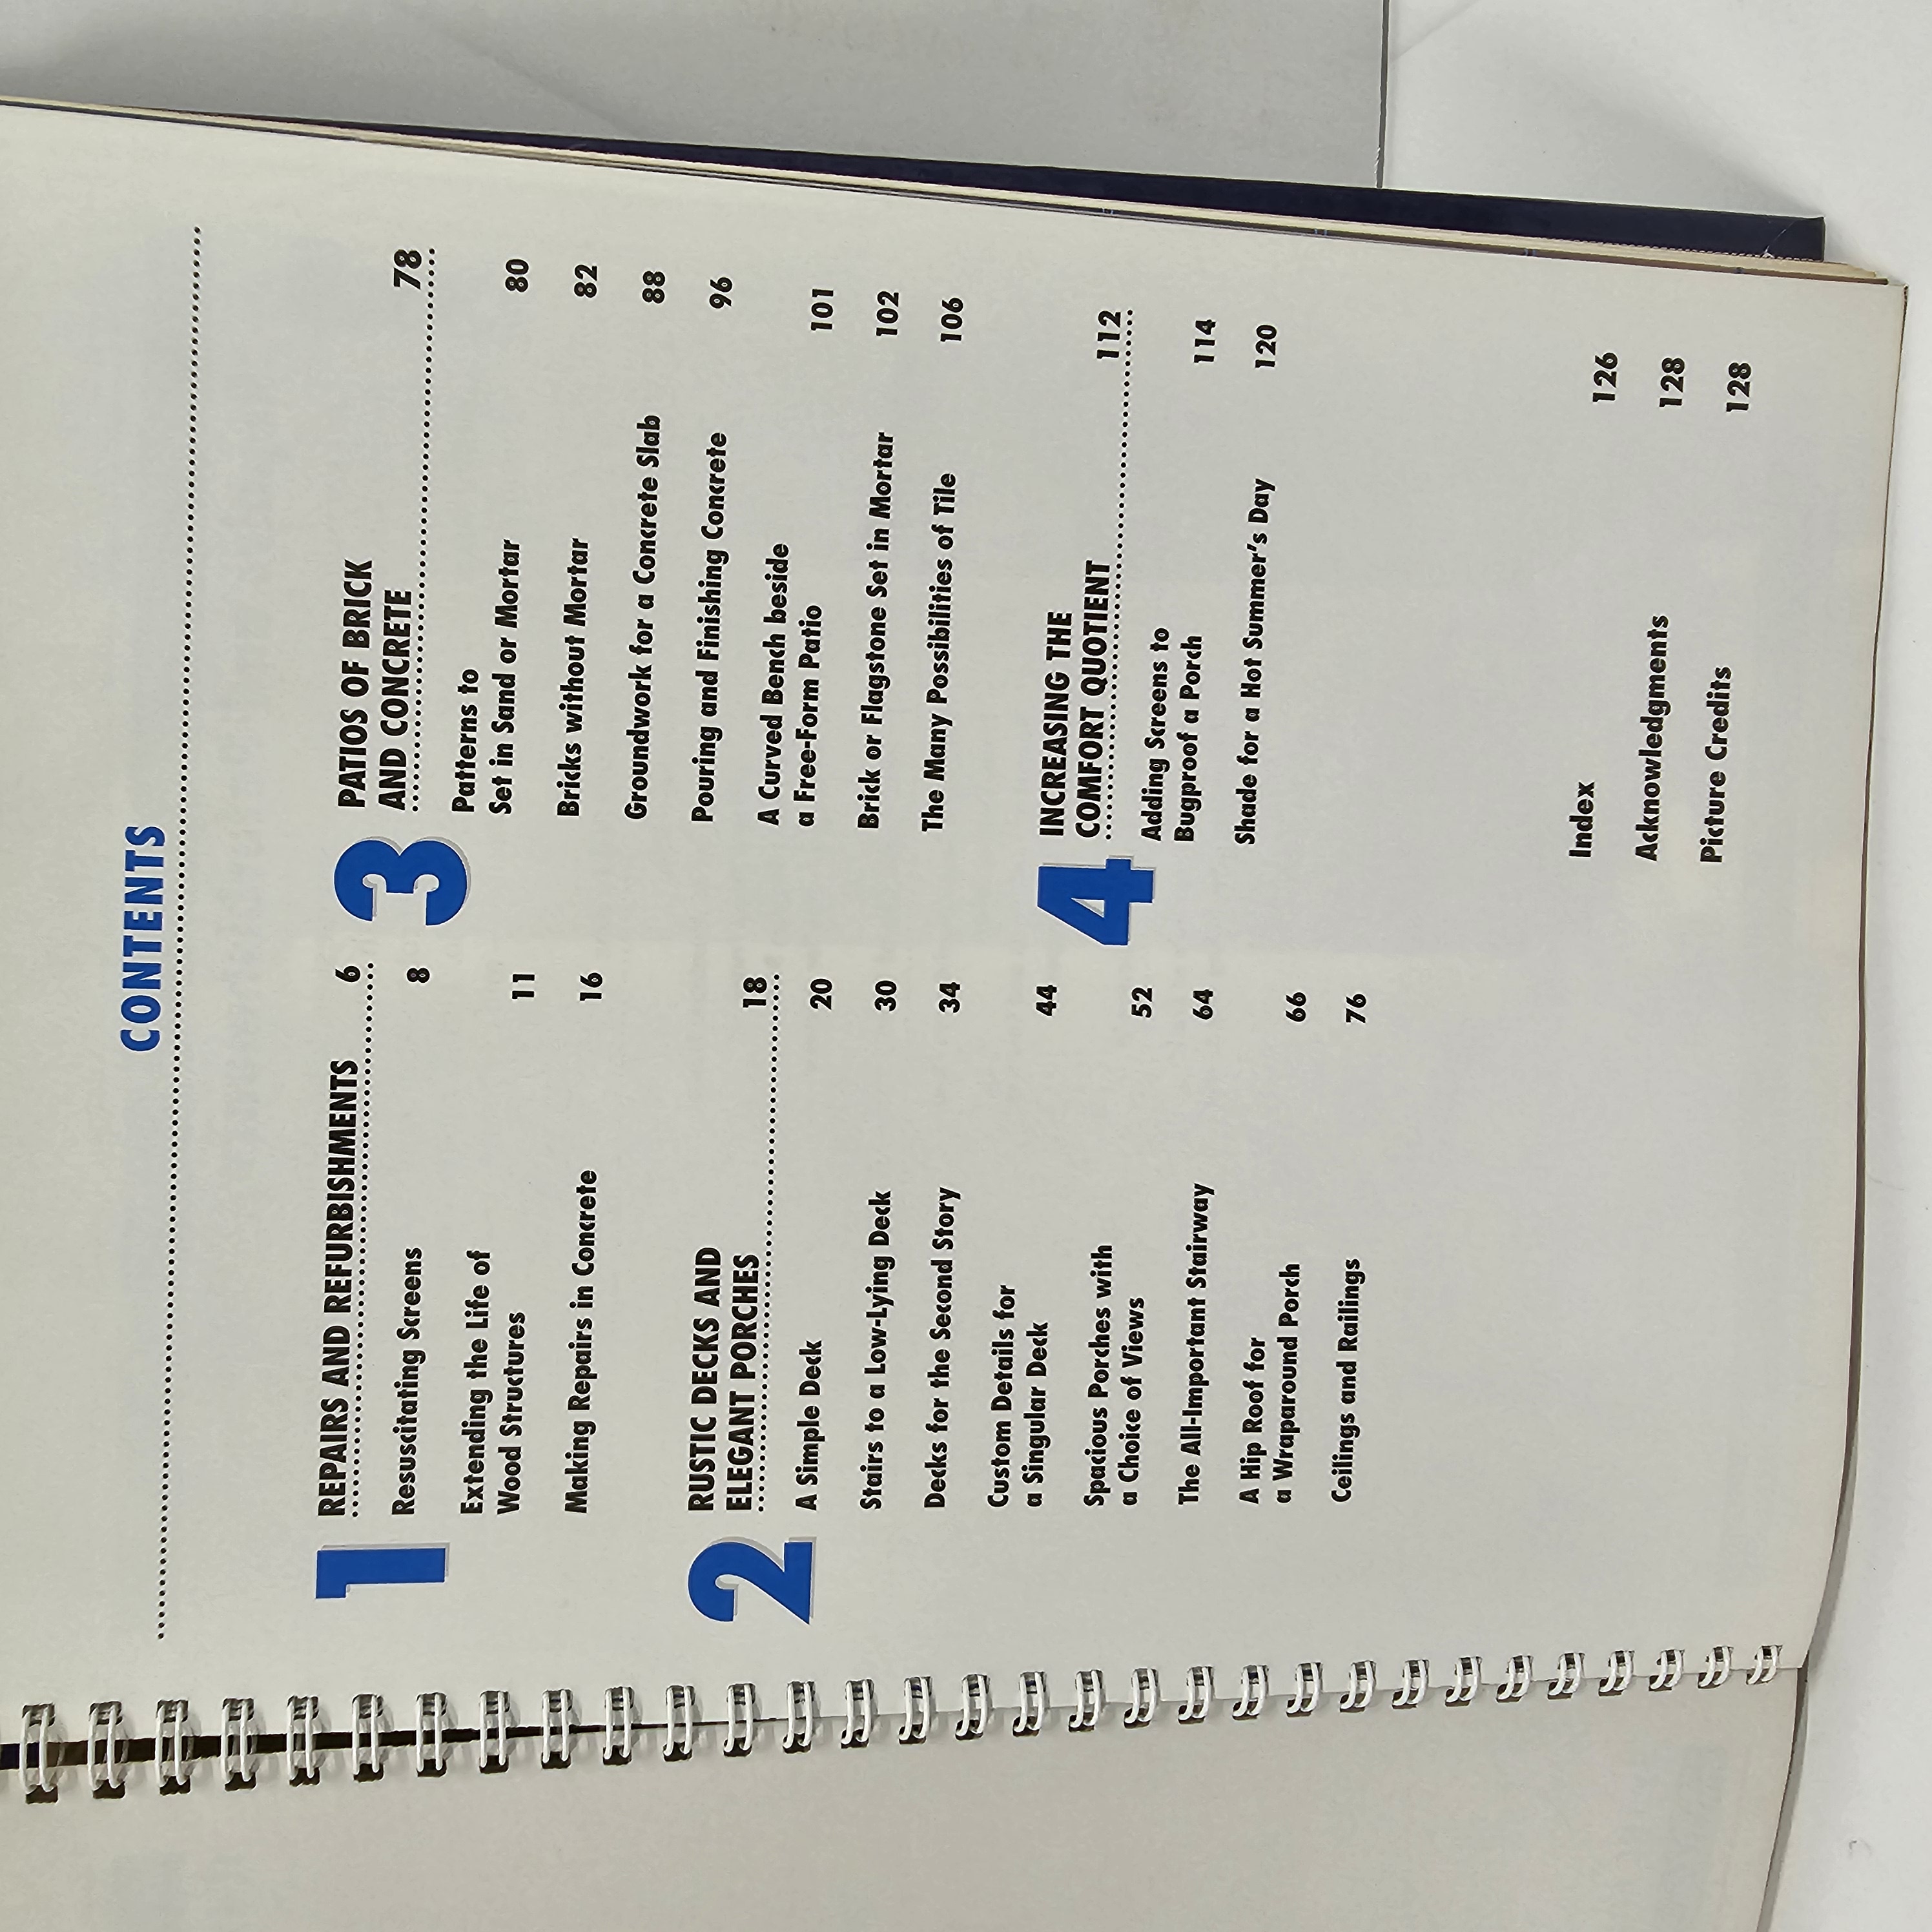 CONTENTS
1
REPAIRS AND REFURBISHMENTS 6
Resuscitating Screens 8
Extending the Life of
Wood Structures 11
Making Repairs in Concrete 16
2
RUSTIC DECKS AND
ELEGANT PORCHES 18
A Simple Deck 20
Stairs to a Low-Lying Deck 30
Decks for the Second Story 34
Custom Details for
a Singular Deck 44
Spacious Porches with
a Choice of Views 52
The All-Important Stairway 64
A Hip Roof for
a Wraparound Porch 66
Ceilings and Railings 76
3
PATIOS OF BRICK
AND CONCRETE 78
Patterns to
Set in Sand or Mortar 80
Bricks without Mortar 82
Groundwork for a Concrete Slab 88
Pouring and Finishing Concrete 96
A Curved Bench beside
a Free-Form Patio 101
Brick or Flagstone Set in Mortar 102
The Many Possibilities of Tile 106
4
INCREASING THE
COMFORT QUOTIENT 112
Adding Screens to
Bugproof a Porch 114
Shade for a Hot Summer's Day 120
Index 126
Acknowledgments 128
Picture Credits 128